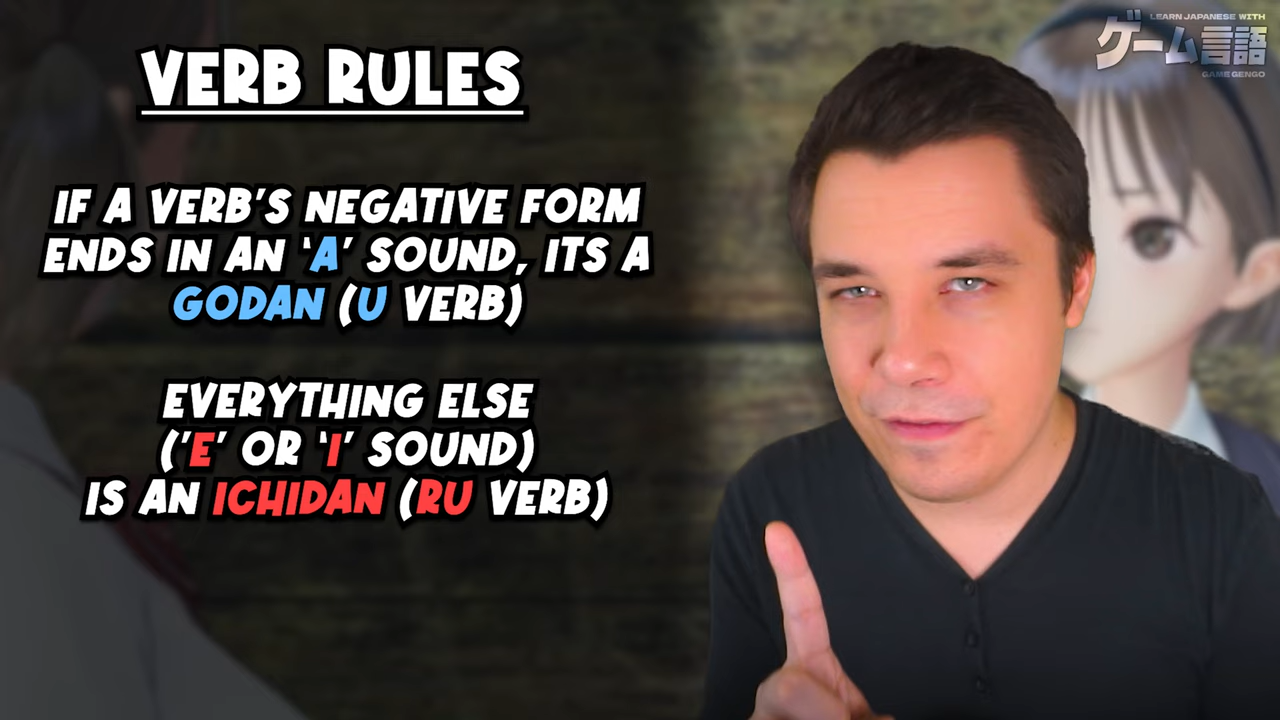 LEARN JAPANESE WITH
ゲーム言語
GAME GENGO
VERB RULES
IF A VERB'S NEGATIVE FORM
ENDS IN AN 'A' SOUND, ITS A
GODAN (U VERB)
EVERYTHING ELSE
('E' OR 'I' SOUND)
IS AN ICHIDAN (RU VERB)